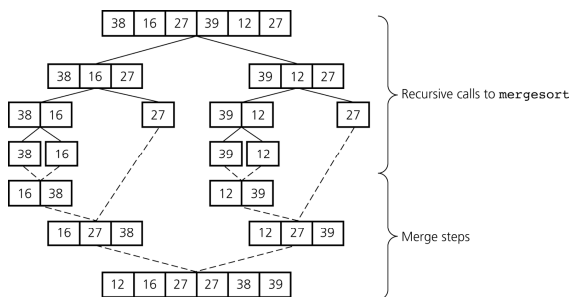 38 16 27 39 12 27
38 16 27 39 12 27
Recursive calls to mergesort
38 16 27 39 12 27
38 16 39 12
16 38 12 39
16 27 38 12 27 39
Merge steps
12 16 27 27 38 39